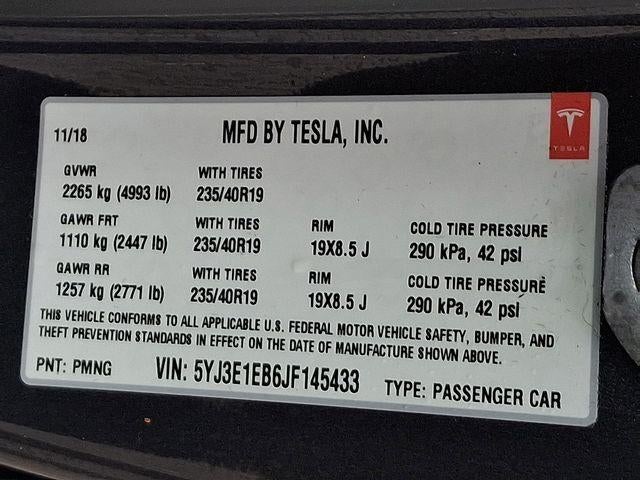 11/18 MFD BY TESLA, INC.
TESLA
GVWR WITH TIRES
2265 kg (4993 lb) 235/40R19
GAWR FRT WITH TIRES RIM COLD TIRE PRESSURE
1110 kg (2447 lb) 235/40R19 19X8.5 J 290 kPa, 42 psl
GAWR RR WITH TIRES RIM COLD TIRE PRESSURE
1257 kg (2771 lb) 235/40R19 19X8.5 J 290 kPa, 42 psl
THIS VEHICLE CONFORMS TO ALL APPLICABLE U.S. FEDERAL MOTOR VEHICLE SAFETY, BUMPER, AND
THEFT PREVENTION STANDARDS IN EFFECT ON THE DATE OF MANUFACTURE SHOWN ABOVE.
PNT: PMNG VIN: 5YJ3E1EB6JF145433 TYPE: PASSENGER CAR